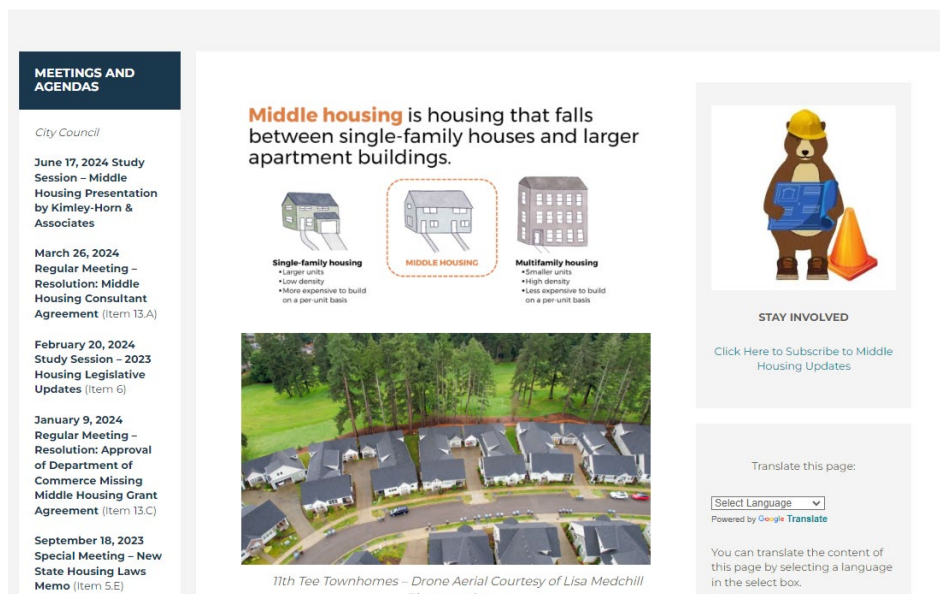 MEETINGS AND
AGENDAS
City Council
June 17, 2024 Study
Session – Middle
Housing Presentation
by Kimley-Horn &
Associates
March 26, 2024
Regular Meeting –
Resolution: Middle
Housing Consultant
Agreement (Item 13.A)
February 20, 2024
Study Session – 2023
Housing Legislative
Updates (Item 6)
January 9, 2024
Regular Meeting –
Resolution: Approval
of Department of
Commerce Missing
Middle Housing Grant
Agreement (Item 13.C)
September 18, 2023
Special Meeting – New
State Housing Laws
Memo (Item 5.E)
Middle housing is housing that falls
between single-family houses and larger
apartment buildings.
Single-family housing
•Larger units
•Low density
•More expensive to build
on a per-unit basis
MIDDLE HOUSING
Multifamily housing
•Smaller units
•High density
•Less expensive to build
on a per-unit basis
11th Tee Townhomes – Drone Aerial Courtesy of Lisa Medchill
STAY INVOLVED
Click Here to Subscribe to Middle
Housing Updates
Translate this page:
Select Language
Powered by Google Translate
You can translate the content of
this page by selecting a language
in the select box.